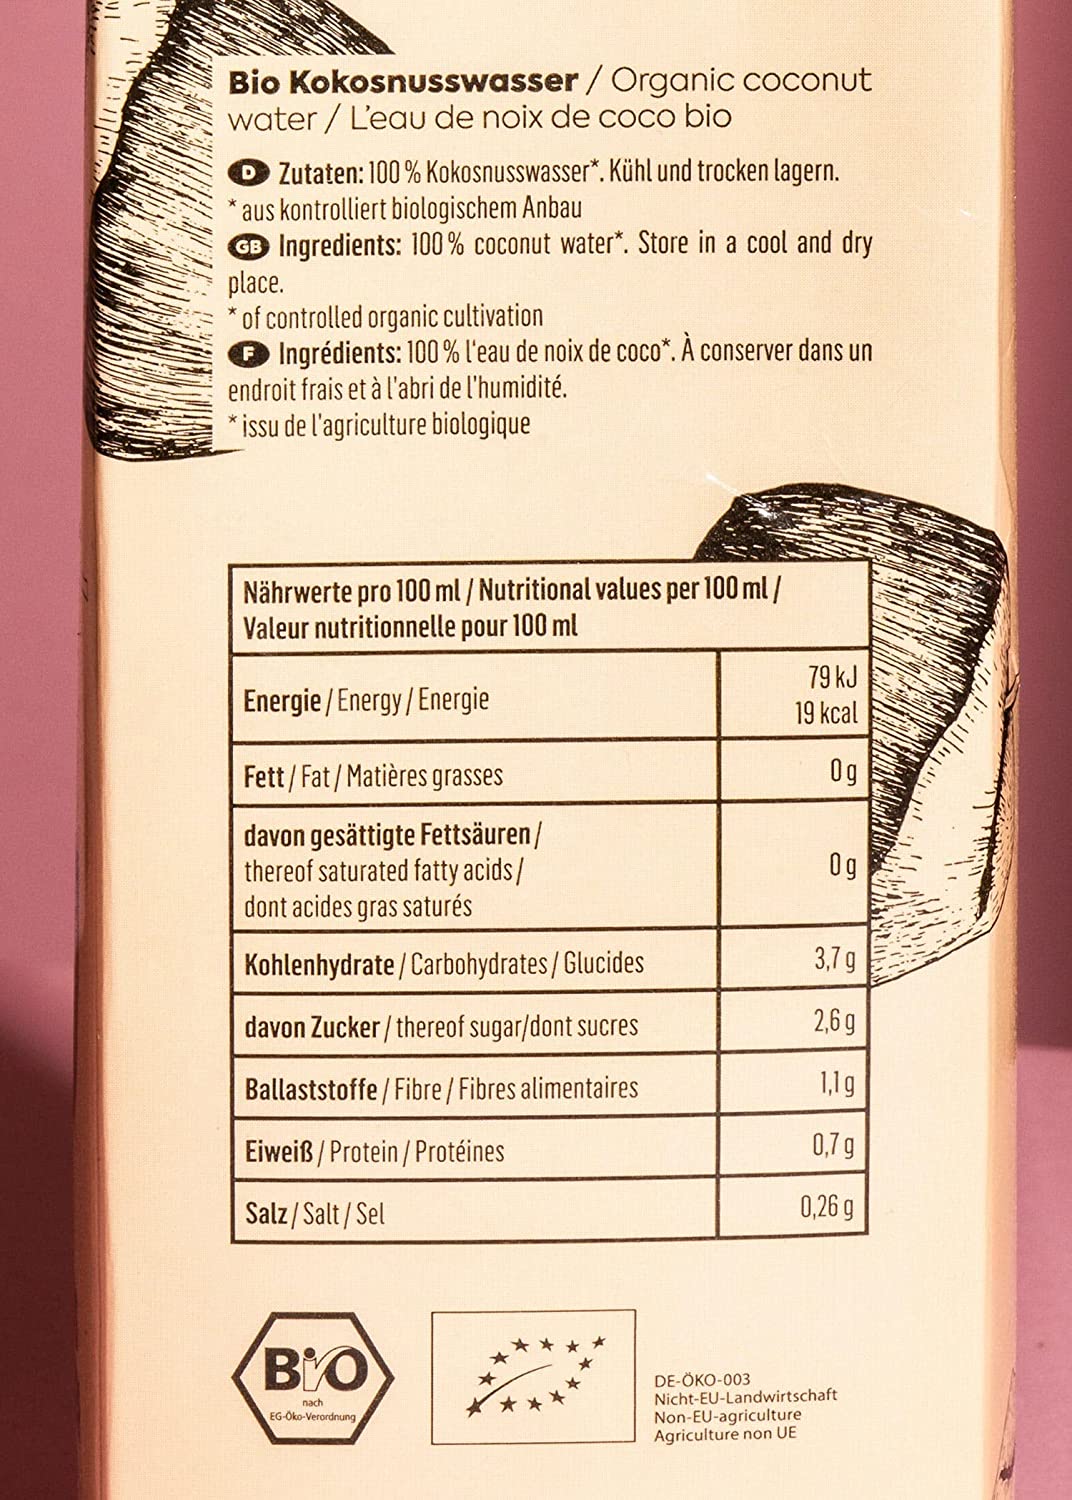 Bio Kokosnusswasser / Organic coconut
water / L'eau de noix de coco bio
D Zutaten: 100 % Kokosnusswasser*. Kühl und trocken lagern.
* aus kontrolliert biologischem Anbau
GB Ingredients: 100 % coconut water*. Store in a cool and dry
place.
* of controlled organic cultivation
F Ingrédients: 100 % l'eau de noix de coco*. À conserver dans un
endroit frais et à l'abri de l'humidité.
* issu de l'agriculture biologique
Nährwerte pro 100 ml / Nutritional values per 100 ml /
Valeur nutritionnelle pour 100 ml
Energie / Energy / Energie 79 kJ
19 kcal
Fett / Fat / Matières grasses 0 g
davon gesättigte Fettsäuren /
thereof saturated fatty acids / 0 g
dont acides gras saturés
Kohlenhydrate / Carbohydrates / Glucides 3,7 g
davon Zucker / thereof sugar/dont sucres 2,6 g
Ballaststoffe / Fibre / Fibres alimentaires 1,1 g
Eiweiß / Protein / Protéines 0,7 g
Salz / Salt / Sel 0,26 g
Bio
nach
EG-Öko-Verordnung
DE-ÖKO-003
Nicht-EU-Landwirtschaft
Non-EU-agriculture
Agriculture non UE